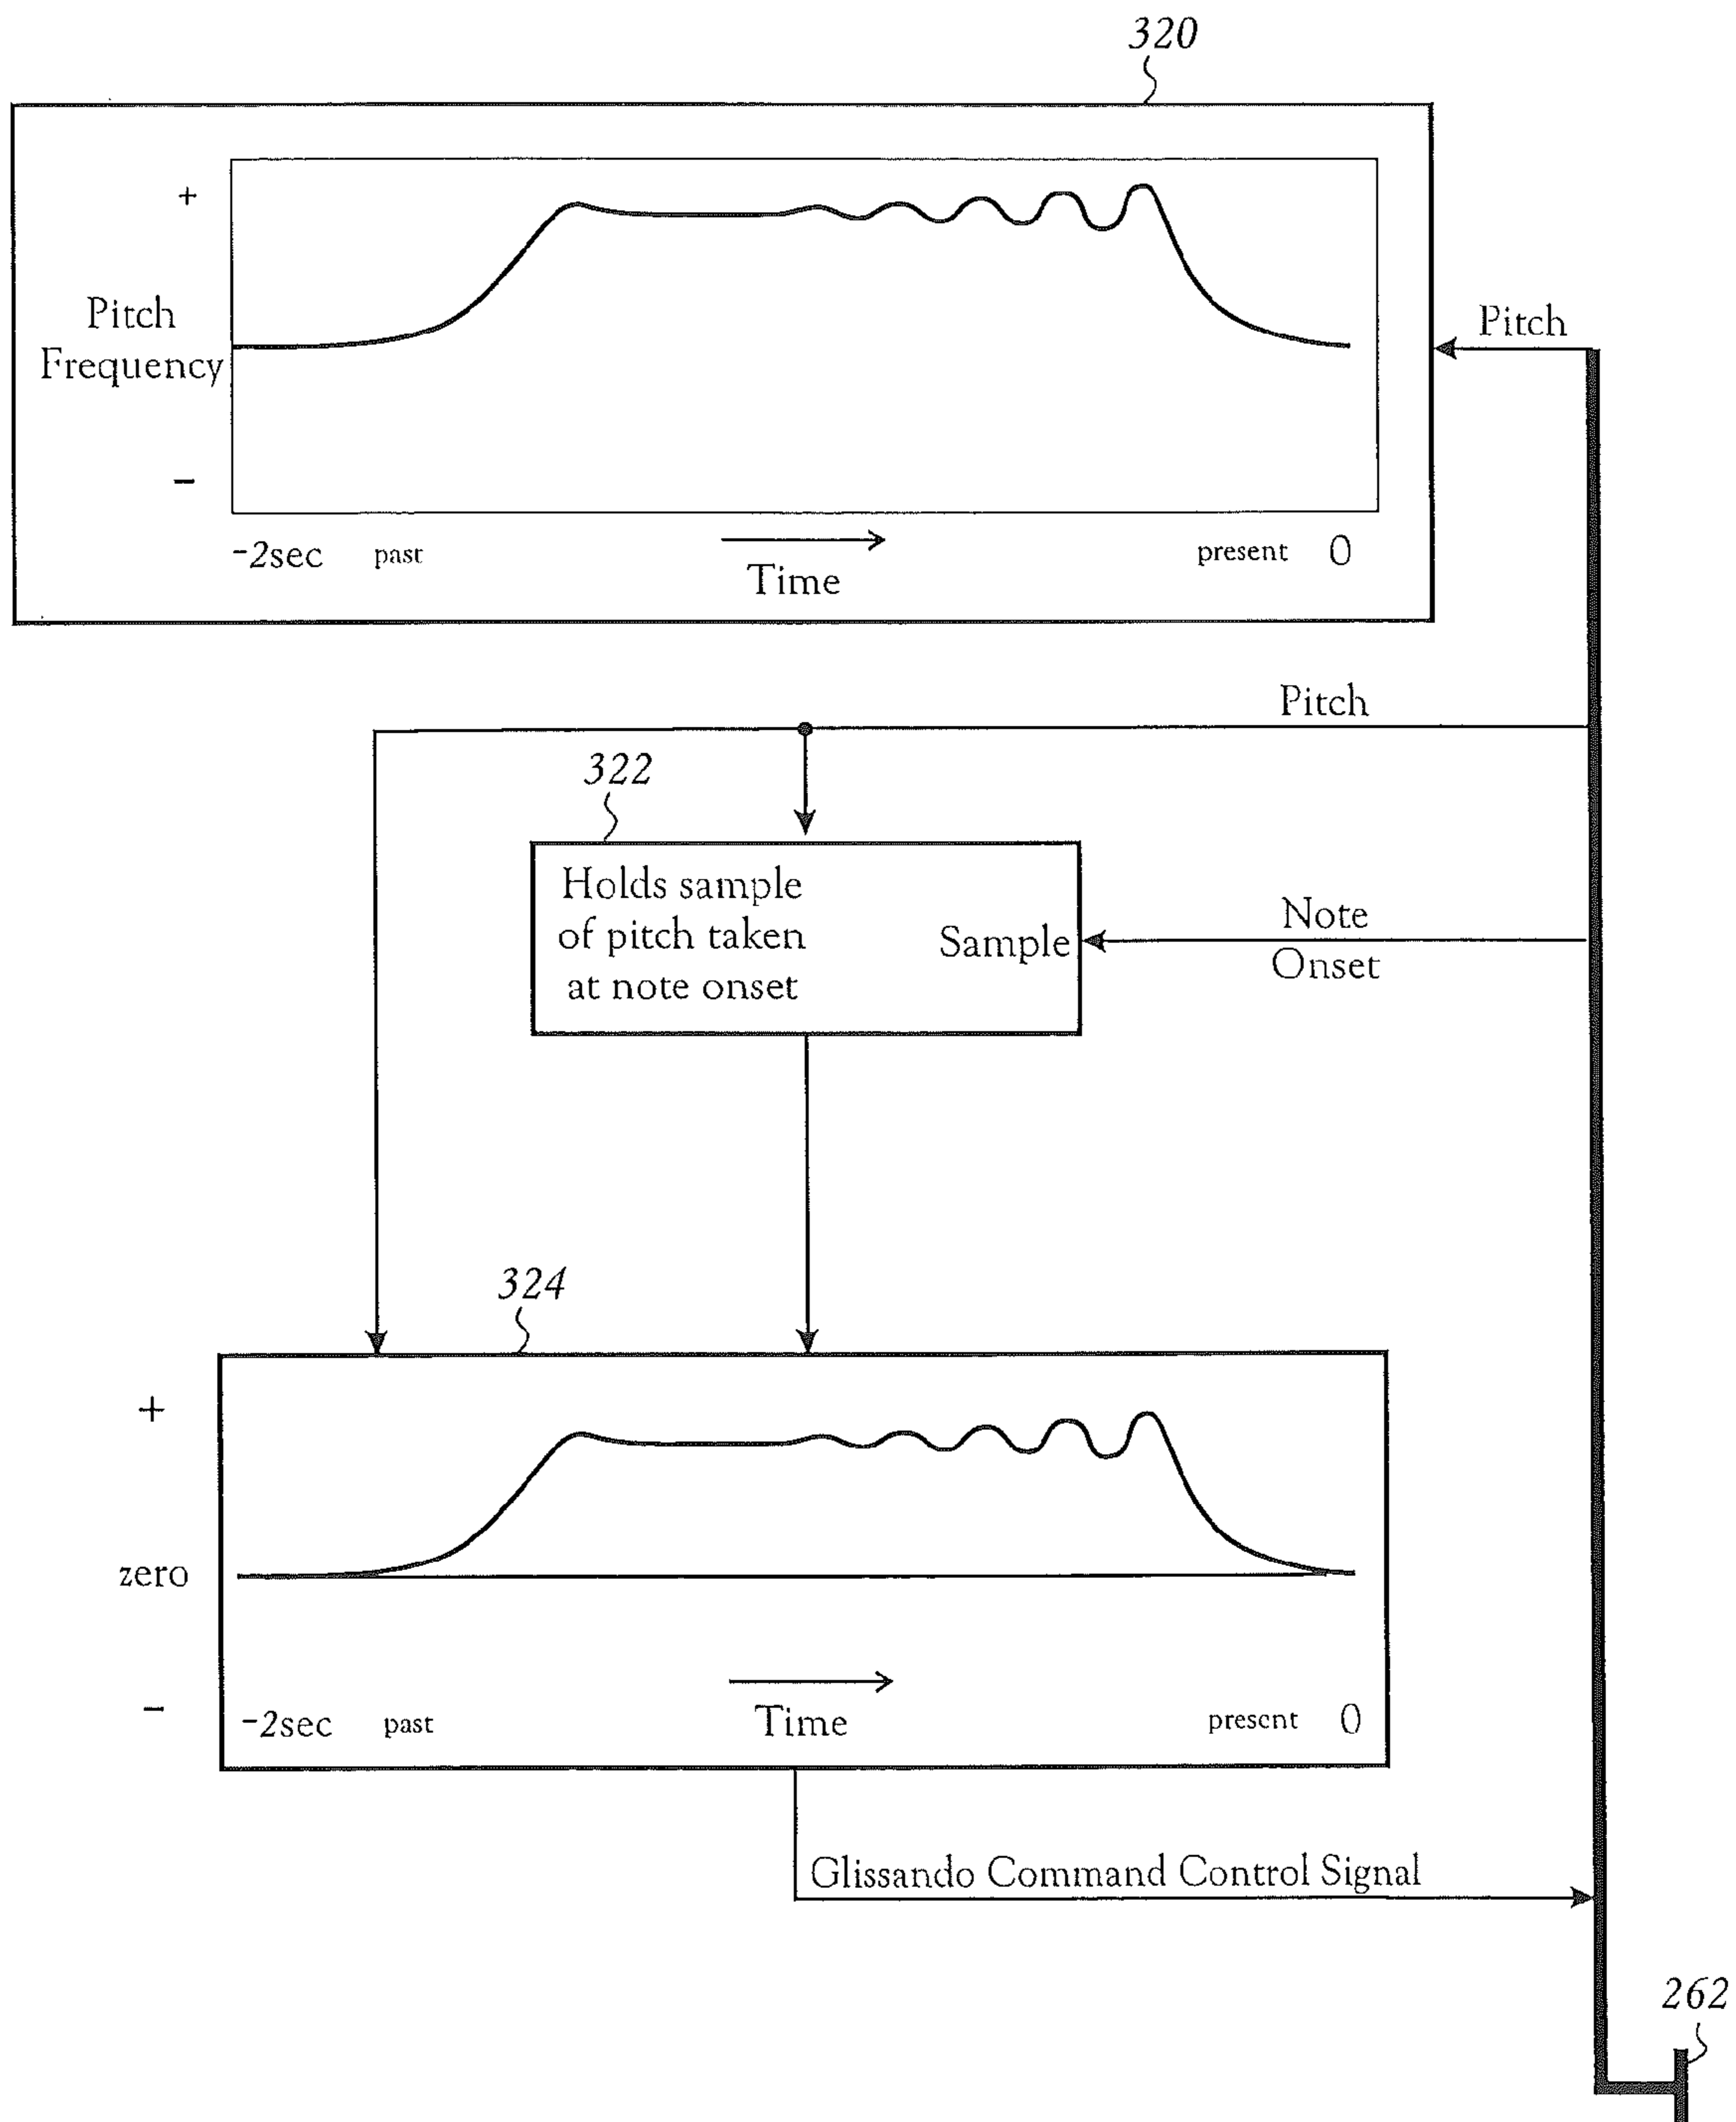 320
+
Pitch
Frequency
−
-2sec past
Time
present 0
Pitch
Pitch
322
Holds sample
of pitch taken
at note onset
Sample
Note
Onset
324
+
zero
−
-2sec past
Time
present 0
Glissando Command Control Signal
262